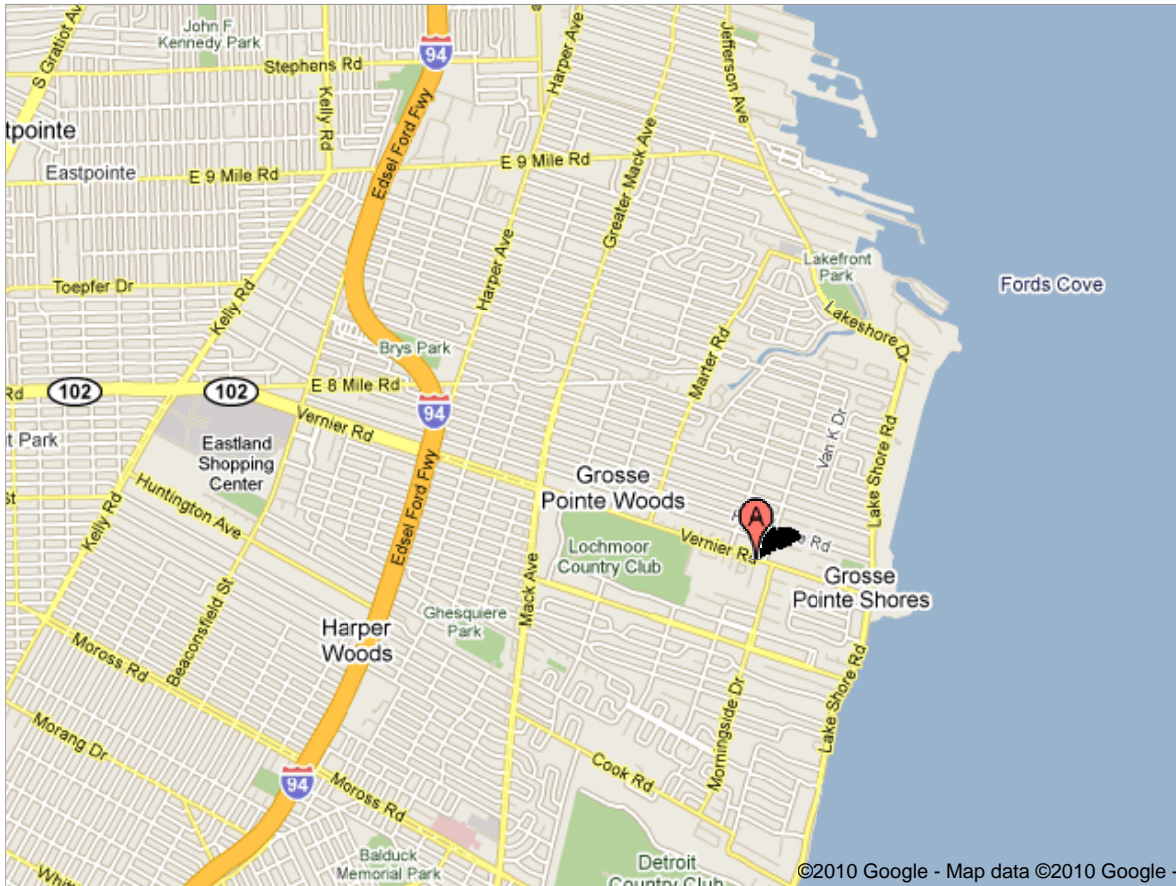 John F
Kennedy Park
S Gratiot Av
94
Stephens Rd
Harper Ave
Jefferson Ave
Kelly Rd
Edsel Ford Fwy
tpointe
Eastpointe
E 9 Mile Rd
E 9 Mile Rd
Greater Mack Ave
Lakefront
Park
Fords Cove
Toepfer Dr
Kelly Rd
Harper Ave
Lakeshore Dr
Brys Park
Marter Rd
E 8 Mile Rd
Rd
102
102
94
Vernier Rd
Van K Dr
t Park
Eastland
Shopping
Center
Lake Shore Rd
Grosse
Pointe Woods
Huntington Ave
St
Kelly Rd
Edsel Ford Fwy
A
Vernier Rd
Rd
Lochmoor
Country Club
Grosse
Pointe Shores
Beaconsfield St
Mack Ave
Ghesquiere
Park
Harper
Woods
Moross Rd
Lake Shore Rd
Morningside Dr
Morang Dr
Cook Rd
94
Moross Rd
Balduck
Memorial Park
Detroit
Country Club
Whit
©2010 Google - Map data ©2010 Google -